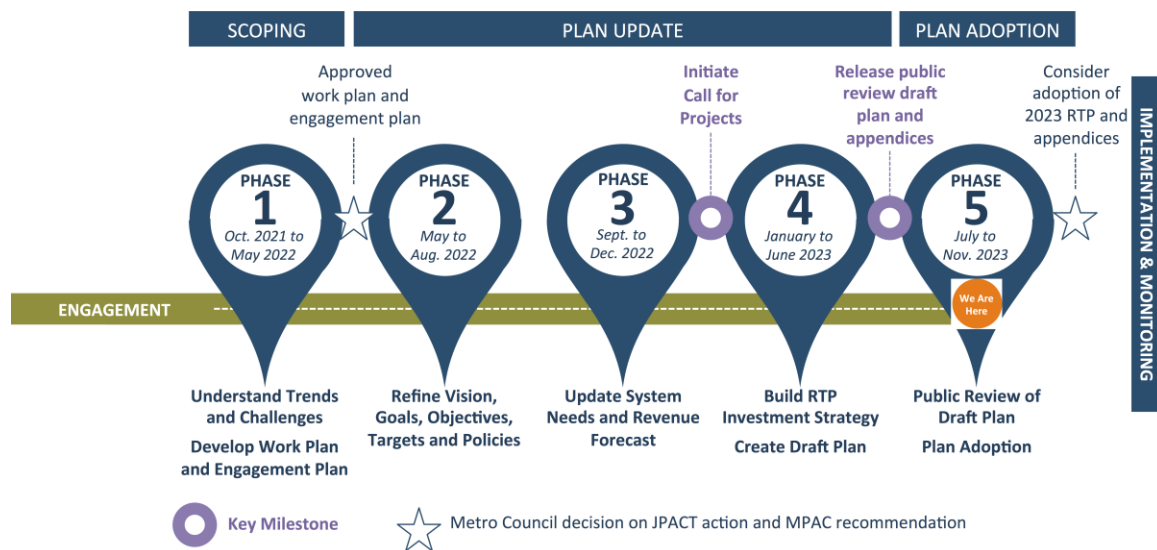 SCOPING
PLAN UPDATE
PLAN ADOPTION
Approved
work plan and
engagement plan
Initiate
Call for
Projects
Release public
review draft
plan and
appendices
Consider
adoption of
2023 RTP and
appendices
IMPLEMENTATION & MONITORING
PHASE
1
Oct. 2021 to
May 2022
PHASE
2
May to
Aug. 2022
PHASE
3
Sept. to
Dec. 2022
PHASE
4
January to
June 2023
PHASE
5
July to
Nov. 2023
ENGAGEMENT
We Are
Here
Understand Trends
and Challenges
Develop Work Plan
and Engagement Plan
Refine Vision,
Goals, Objectives,
Targets and Policies
Update System
Needs and Revenue
Forecast
Build RTP
Investment Strategy
Create Draft Plan
Public Review of
Draft Plan
Plan Adoption
Key Milestone
Metro Council decision on JPACT action and MPAC recommendation